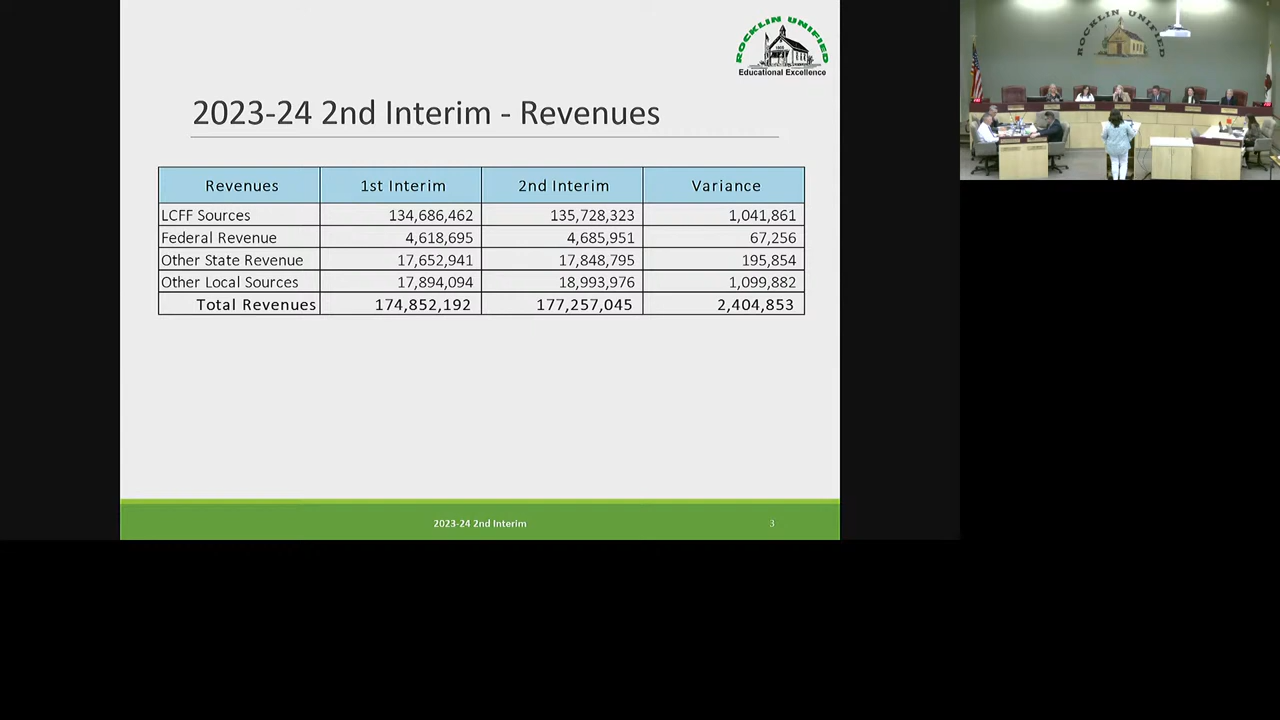 ROCKLIN UNIFIED
Educational Excellence
2023-24 2nd Interim - Revenues
Revenues 1st Interim 2nd Interim Variance
LCFF Sources 134,686,462 135,728,323 1,041,861
Federal Revenue 4,618,695 4,685,951 67,256
Other State Revenue 17,652,941 17,848,795 195,854
Other Local Sources 17,894,094 18,993,976 1,099,882
Total Revenues 174,852,192 177,257,045 2,404,853
2023-24 2nd Interim 3
ROCKLIN UNIFIED